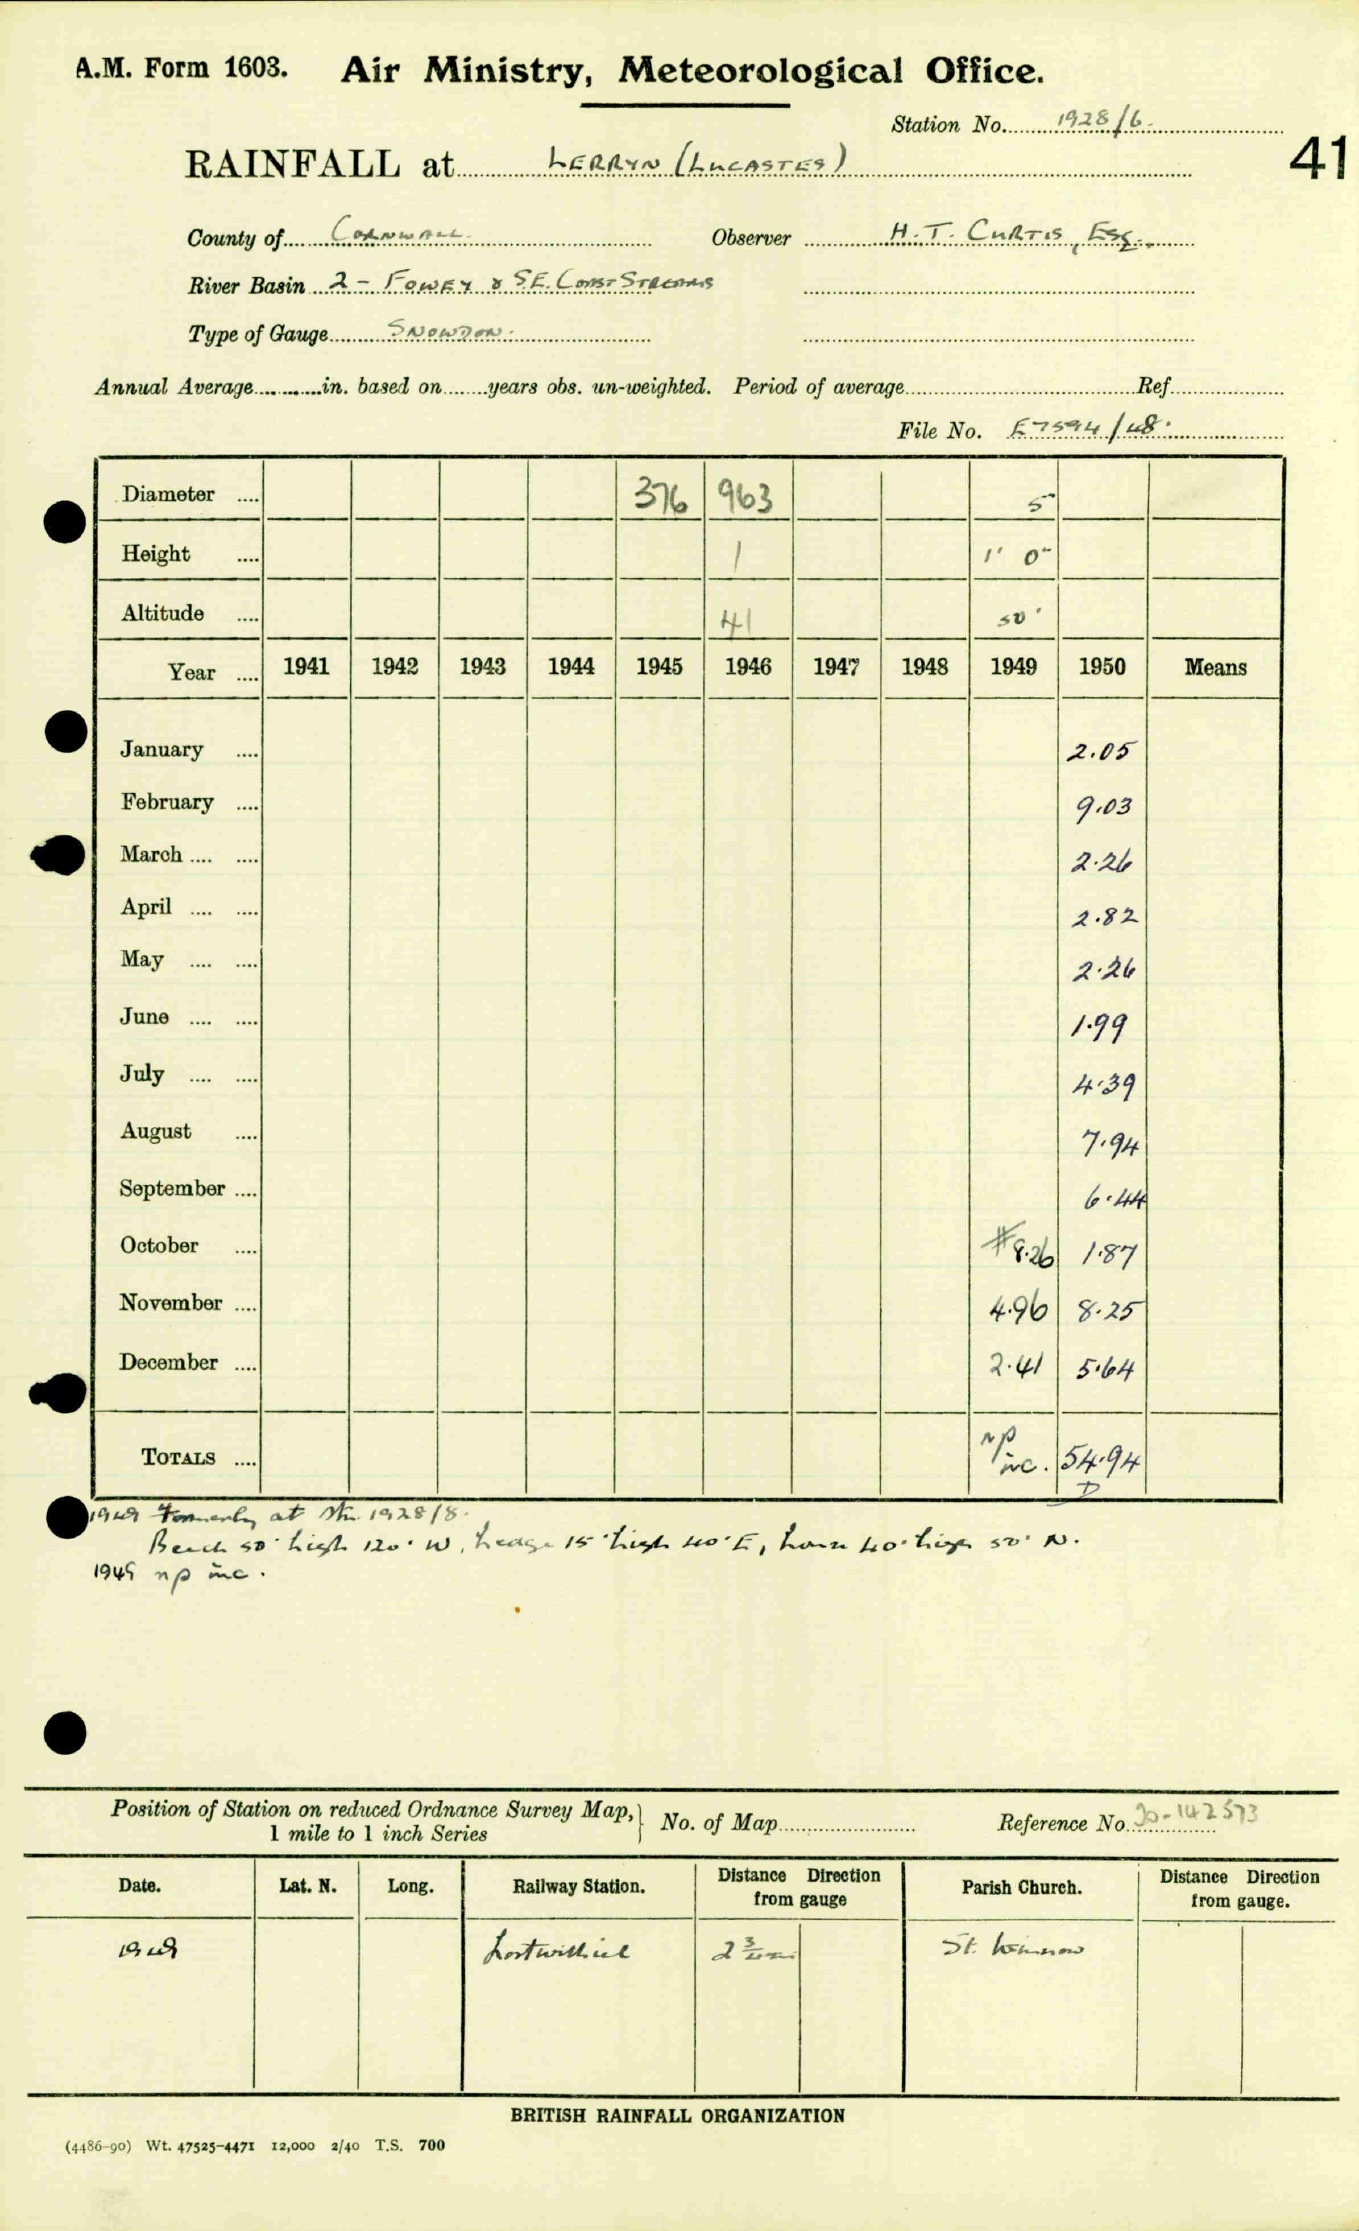 A.M. Form 1603. Air Ministry, Meteorological Office.
Station No. 1928/6.
41
RAINFALL at LERRYN (LUCASTES)
County of CORNWALL. Observer H. T. CURTIS, ESQ.
River Basin 2 - FOWEY & S.E. COAST STREAMS
Type of Gauge SNOWDON.
Annual Average in. based on years obs. un-weighted. Period of average Ref
File No. E7594/48.
Diameter 376 963 5"
Height 1 1' 0"
Altitude 41 50'
Year 1941 1942 1943 1944 1945 1946 1947 1948 1949 1950 Means
January 2.05
February 9.03
March 2.26
April 2.82
May 2.26
June 1.99
July 4.39
August 7.94
September 6.44
October # 8.26 1.87
November 4.96 8.25
December 2.41 5.64
TOTALS np inc. 54.94
D
1949 Formerly at Stn. 1928/8.
Beech 50' high 120' W, hedge 15' high 40' E, house 40' high 50' N.
1949 np inc.
Position of Station on reduced Ordnance Survey Map,
1 mile to 1 inch Series
No. of Map Reference No. 20-142573
Date. Lat. N. Long. Railway Station. Distance Direction from gauge Parish Church. Distance Direction from gauge.
1949 Lostwithiel 2 3/4 mi St. Winnow
BRITISH RAINFALL ORGANIZATION
(4486-90) Wt. 47525-4471 12,000 2/40 T.S. 700